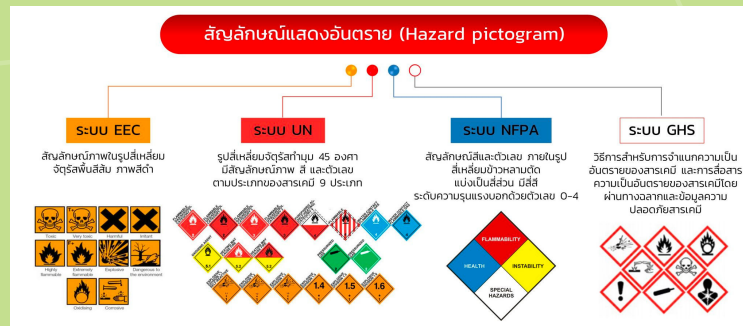 สัญลักษณ์แสดงอันตราย (Hazard pictogram)
ระบบ EEC
สัญลักษณ์ภาพในรูปสี่เหลี่ยม
จัตุรัสพื้นสีส้ม ภาพสีดำ
Toxic
Very toxic
Harmful
Irritant
Highly
flammable
Extremely
flammable
Explosive
Dangerous to
the environment
Oxidising
Corrosive
ระบบ UN
รูปสี่เหลี่ยมจัตุรัสทำมุม 45 องศา
มีสัญลักษณ์ภาพ สี และตัวเลข
ตามประเภทของสารเคมี 9 ประเภท
5.1
5.2
1.4
1.5
1.6
ระบบ NFPA
สัญลักษณ์สีและตัวเลข ภายในรูป
สี่เหลี่ยมข้าวหลามตัด
แบ่งเป็นสี่ส่วน มีสี่สี
ระดับความรุนแรงบอกด้วยตัวเลข 0-4
FLAMMABILITY
HEALTH
INSTABILITY
SPECIAL
HAZARDS
ระบบ GHS
วิธีการสำหรับการจำแนกความเป็น
อันตรายของสารเคมี และการสื่อสาร
ความเป็นอันตรายของสารเคมีโดย
ผ่านทางฉลากและข้อมูลความ
ปลอดภัยสารเคมี